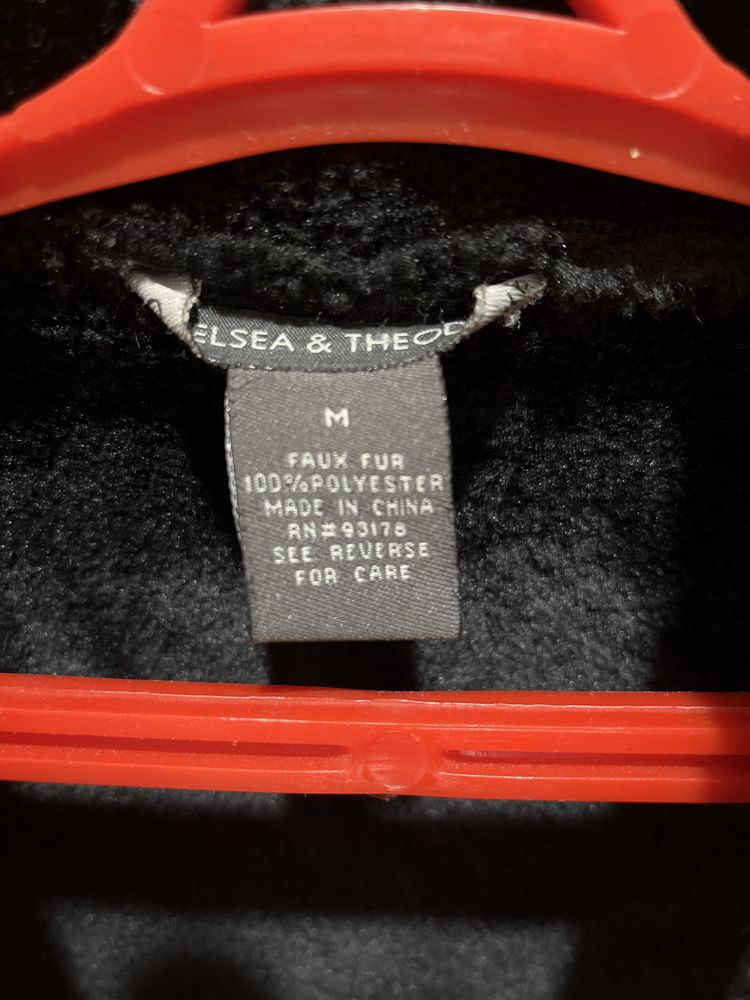 ELSEA & THEOD
M
FAUX FUR
100%POLYESTER
MADE IN CHINA
RN#93178
SEE REVERSE
FOR CARE